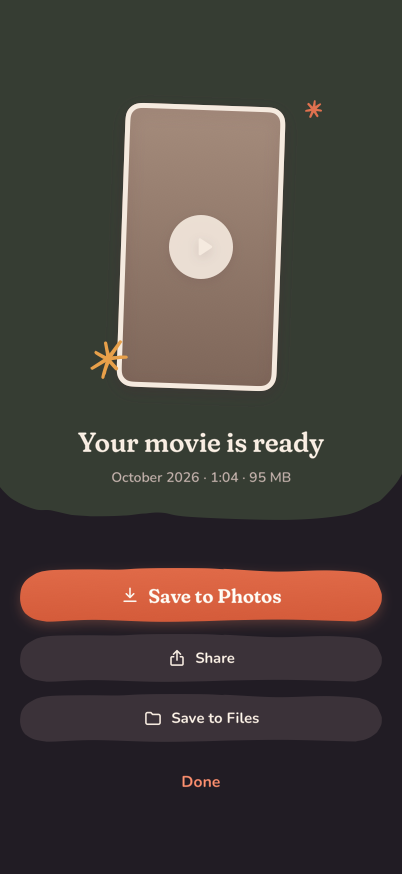 Your movie is ready
October 2026 · 1:04 · 95 MB
Save to Photos
Share
Save to Files
Done